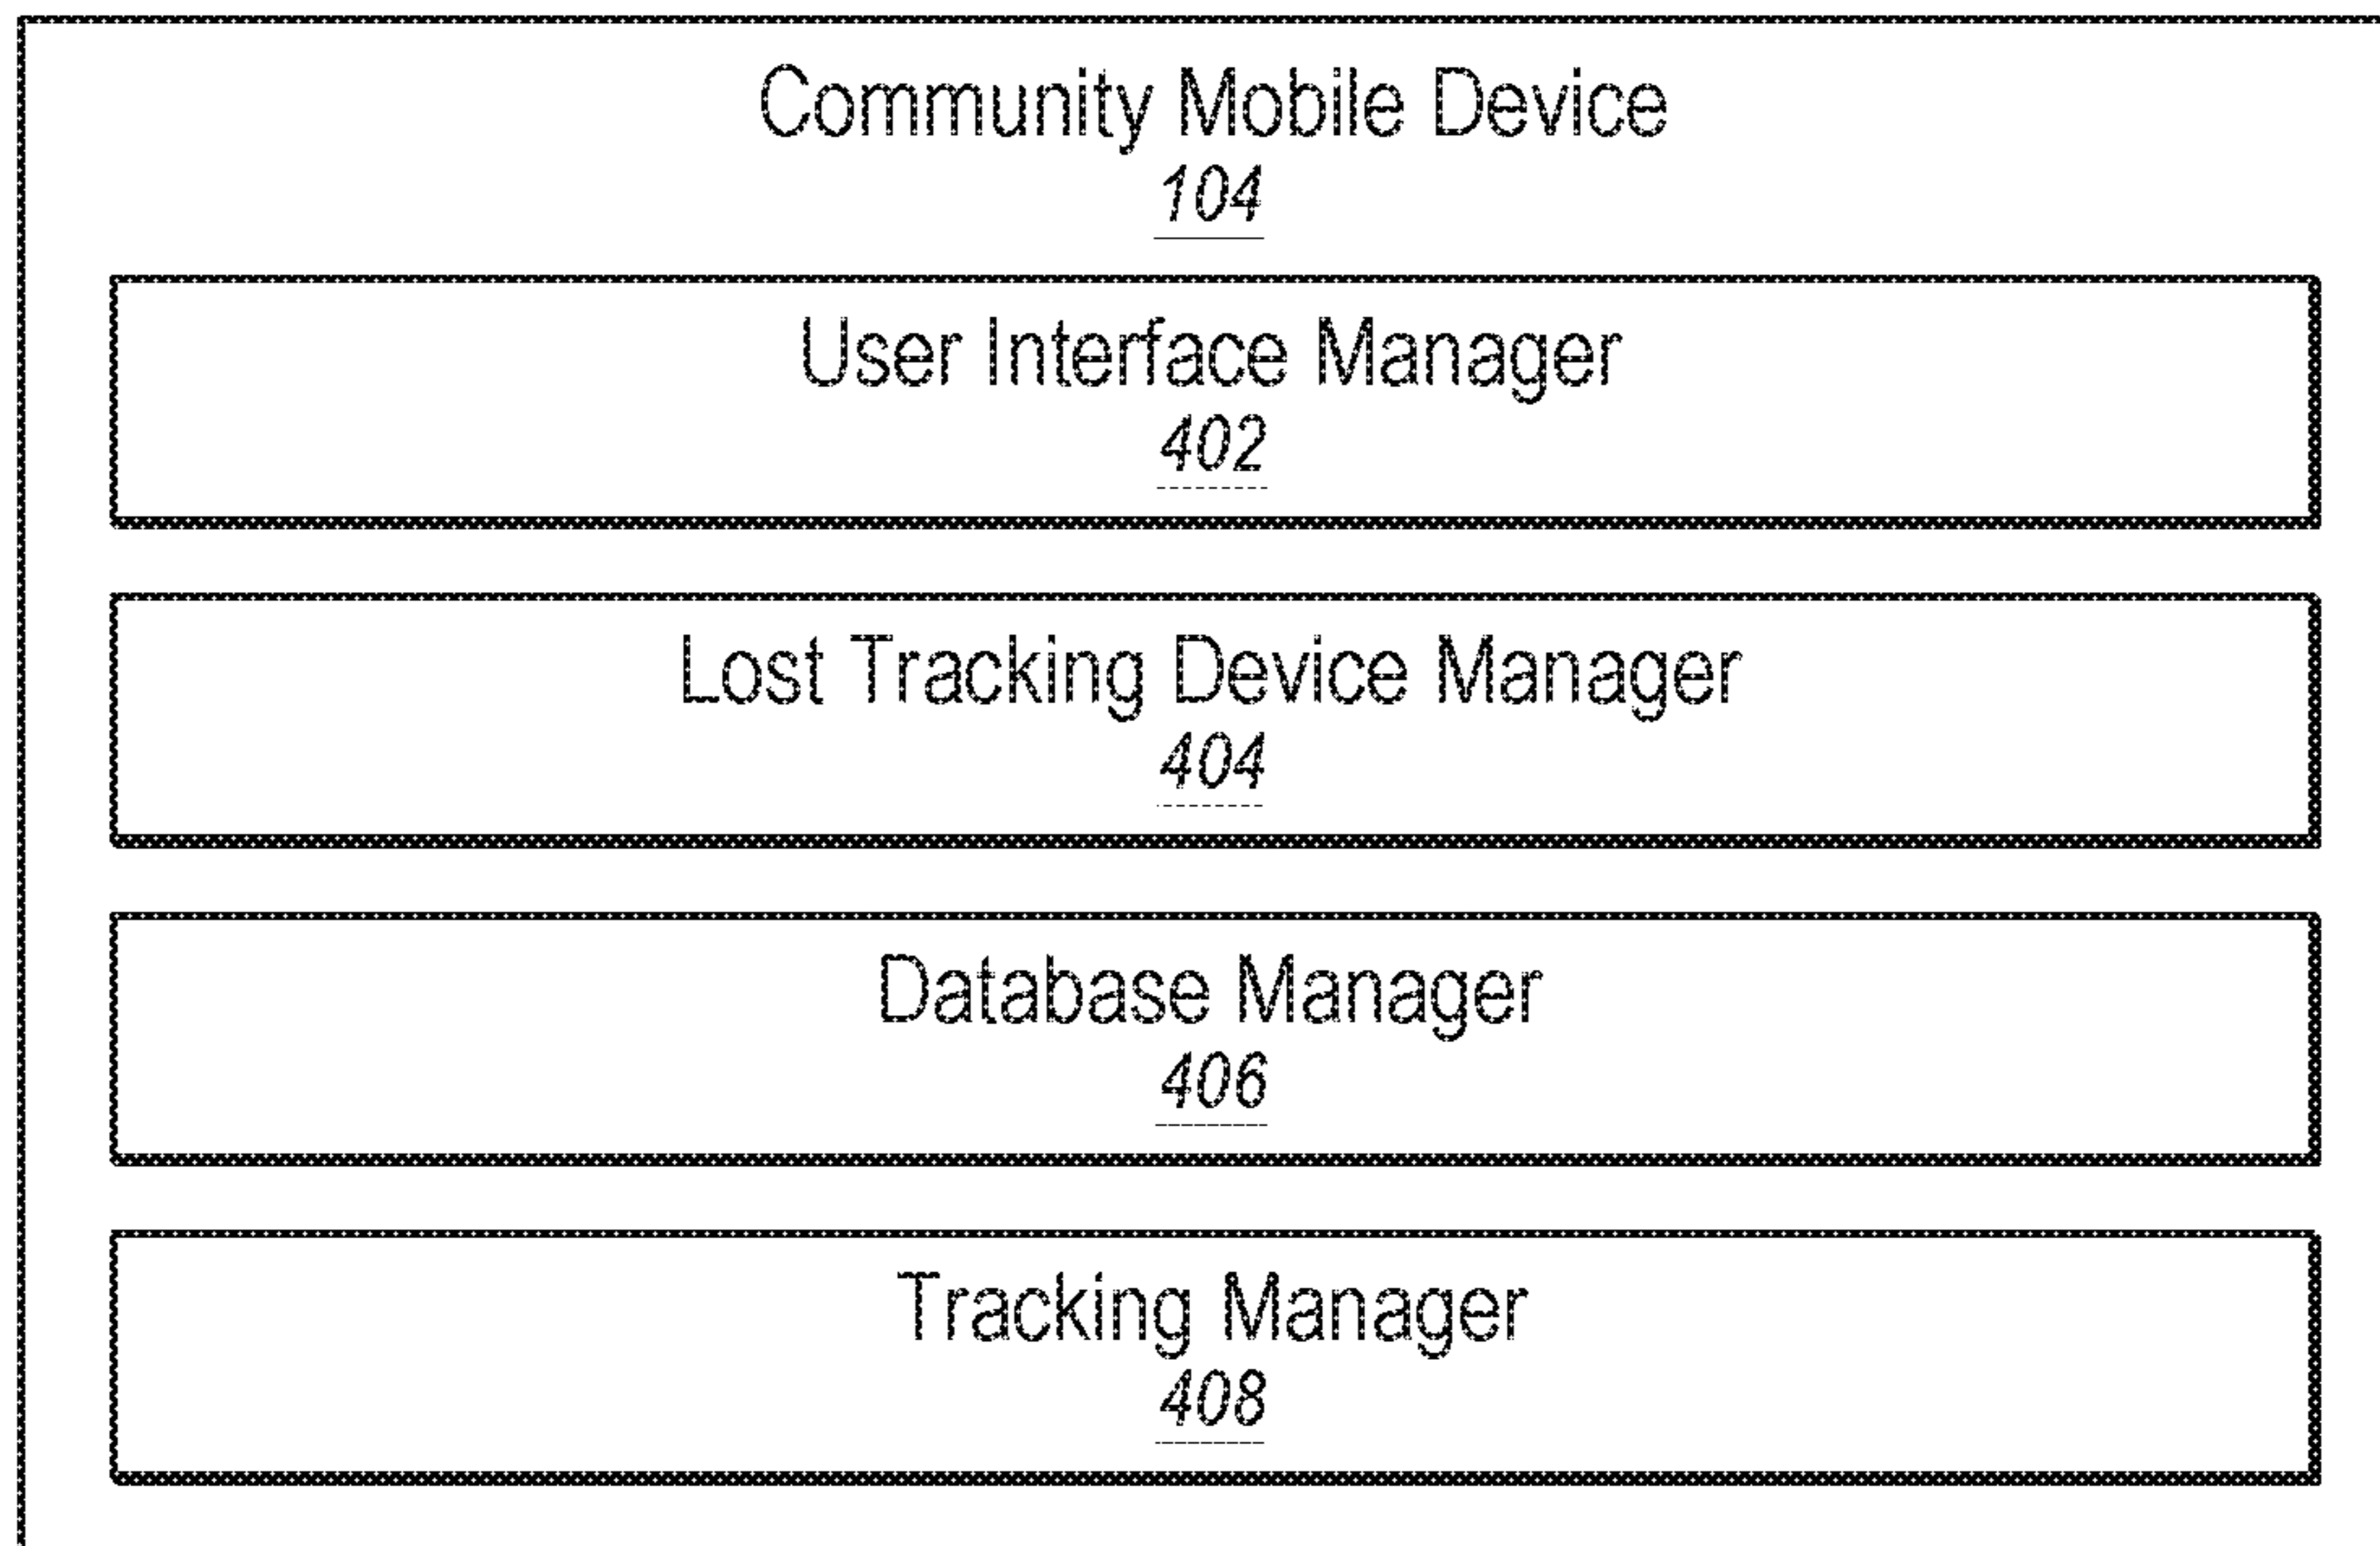 Community Mobile Device
104
User Interface Manager
402
Lost Tracking Device Manager
404
Database Manager
406
Tracking Manager
408